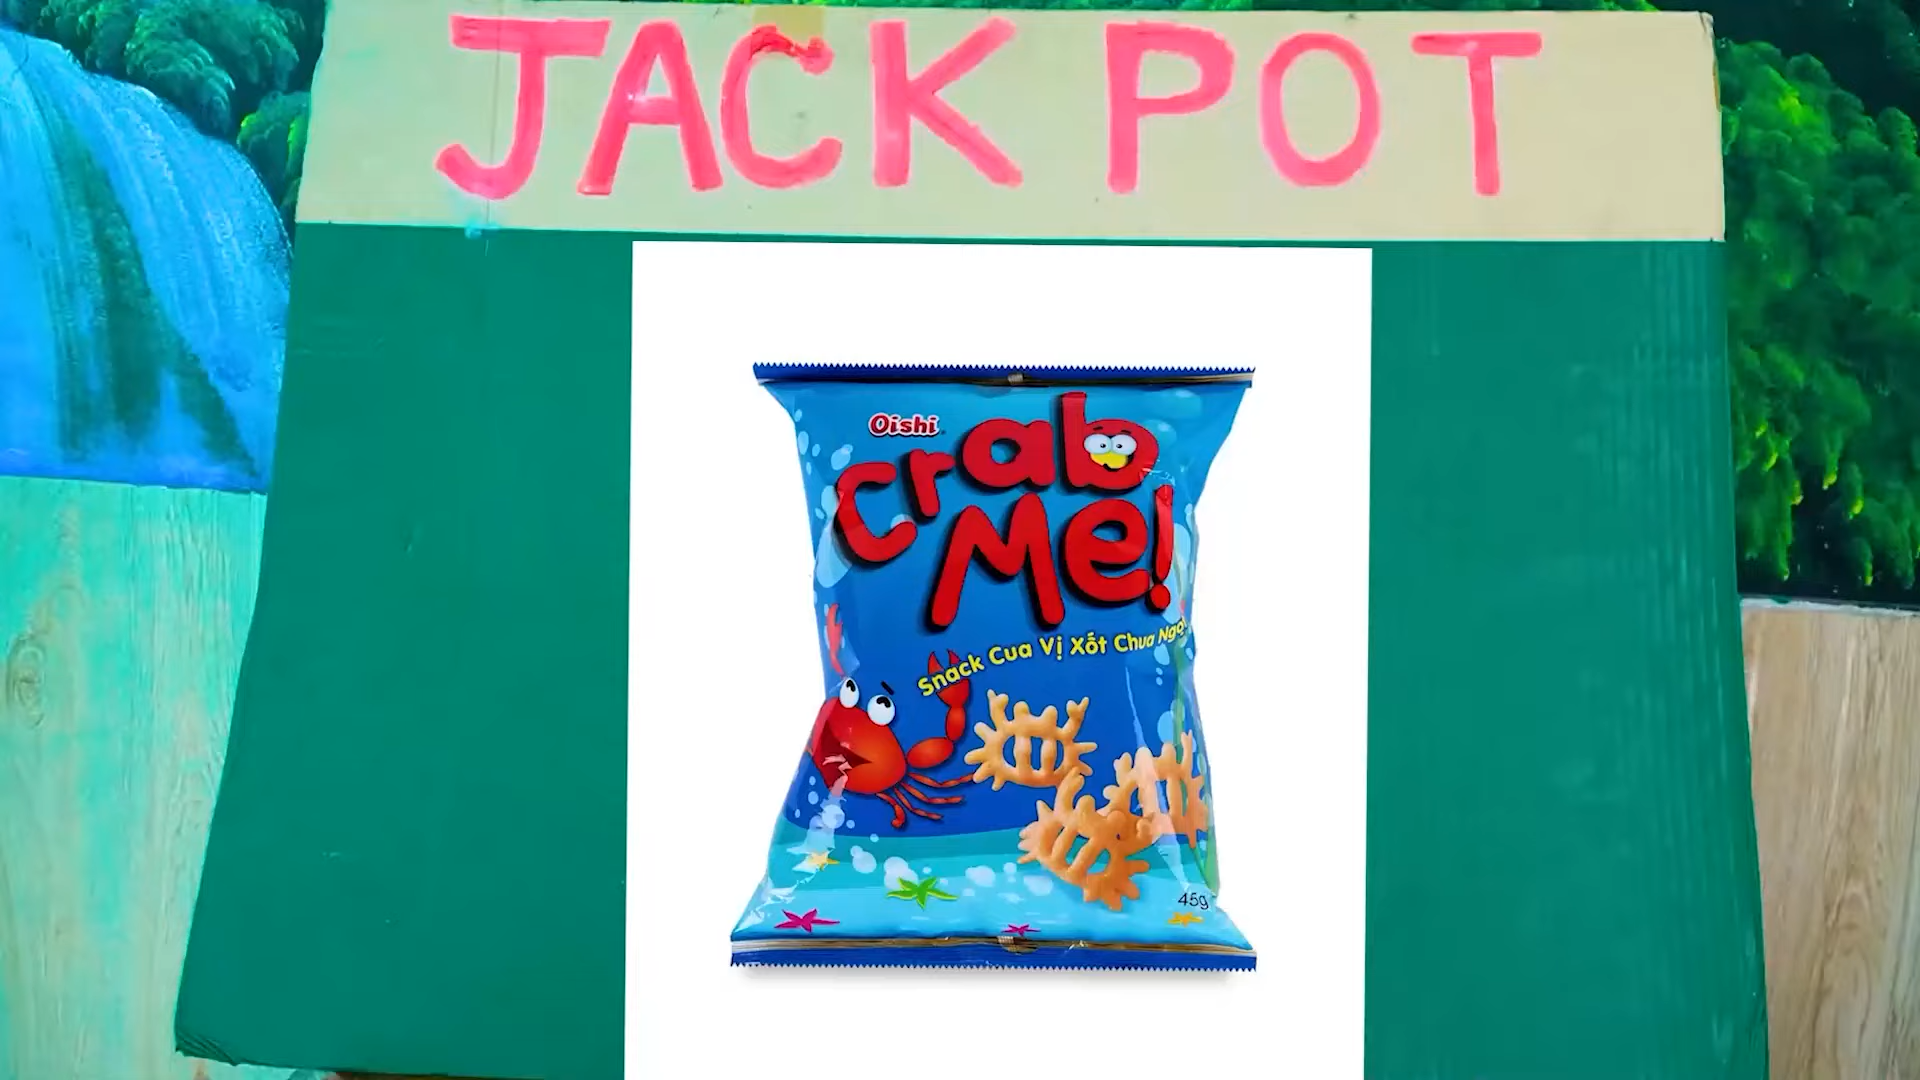 JACK POT
Oishi
Crab
Me!
Snack Cua Vị Xốt Chua Ngọt
45g